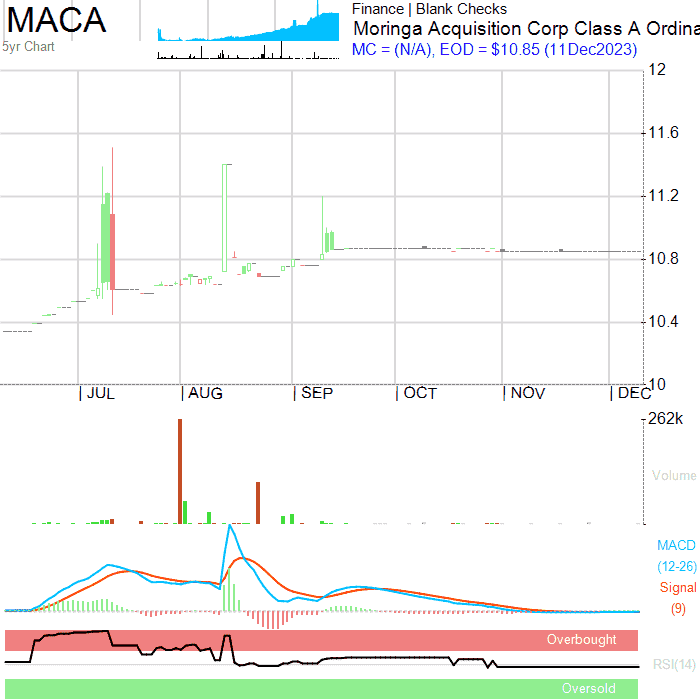 MACA
5yr Chart
Finance | Blank Checks
Moringa Acquisition Corp Class A Ordina
MC = (N/A), EOD = $10.85 (11Dec2023)
12
11.6
11.2
10.8
10.4
10
| JUL | AUG | SEP | OCT | NOV | DEC
262k
Volume
MACD
(12-26)
Signal
(9)
Overbought
RSI(14)
Oversold